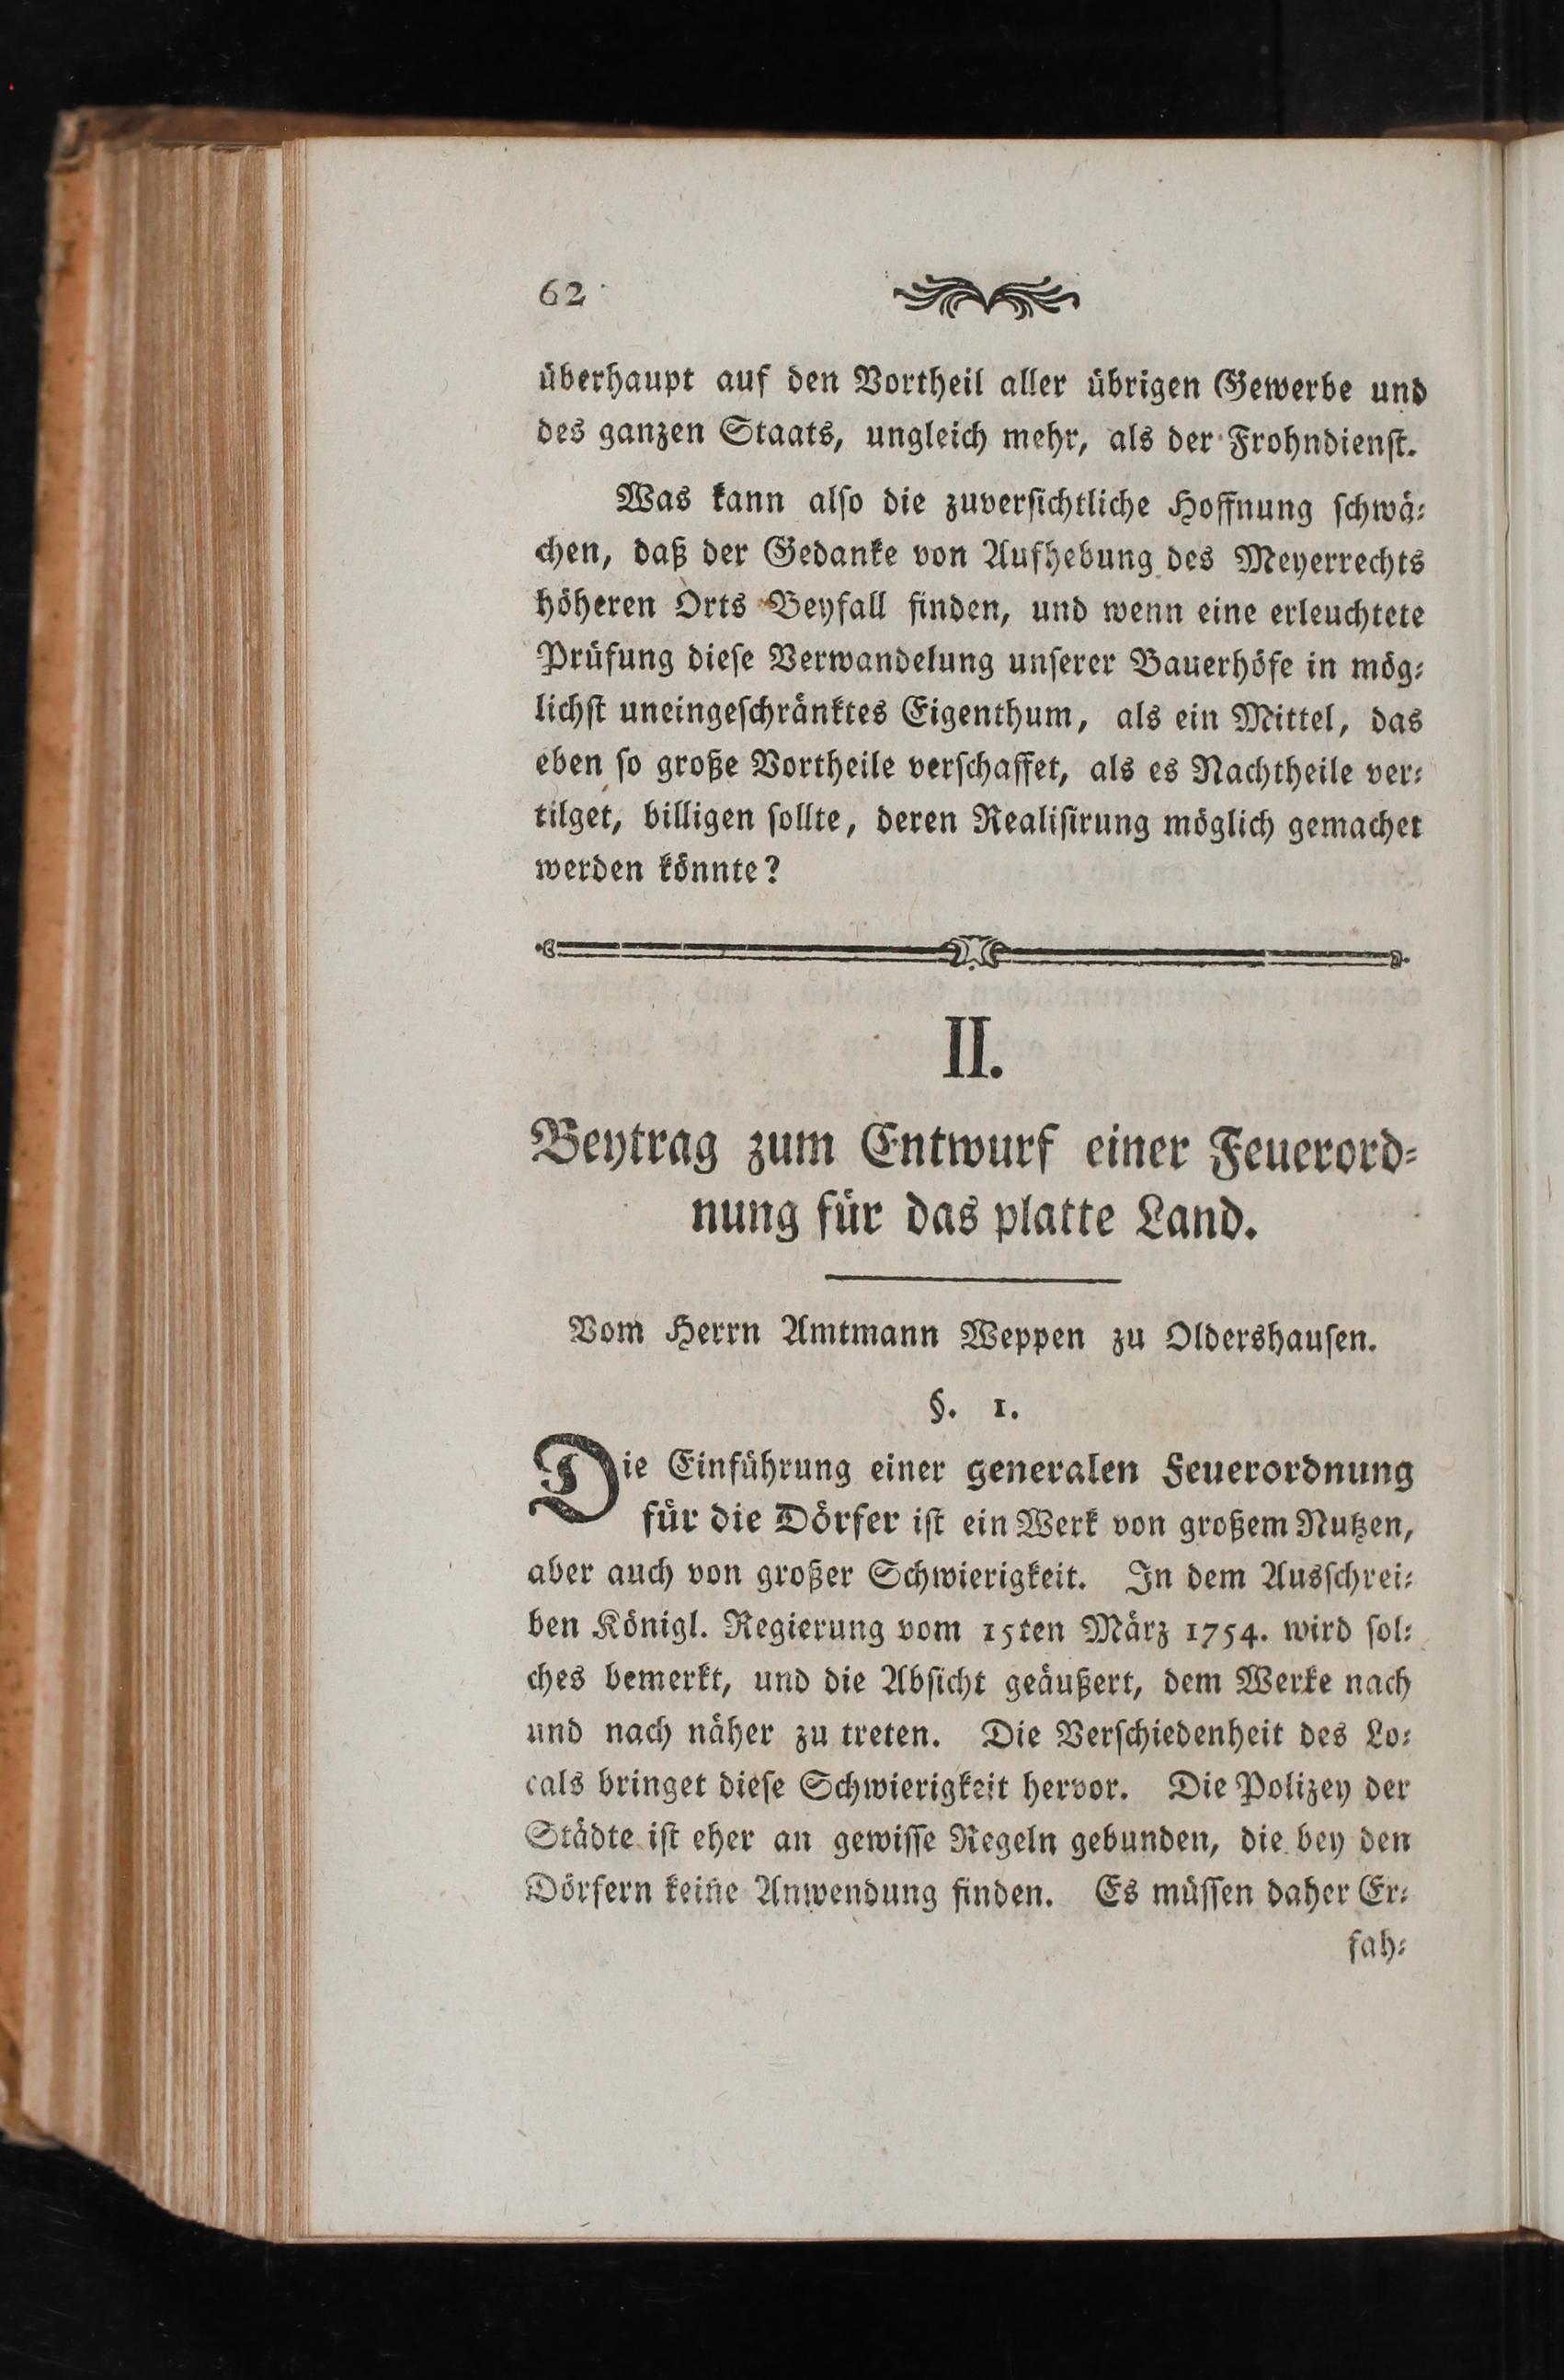 62
überhaupt auf den Vortheil aller übrigen Gewerbe und
des ganzen Staats, ungleich mehr, als der Frohndienſt.
Was kann alſo die zuverſichtliche Hoffnung ſchwä⸗
chen, daß der Gedanke von Aufhebung des Meyerrechts
höheren Orts Beyfall finden, und wenn eine erleuchtete
Prüfung dieſe Verwandelung unſerer Bauerhöfe in mög⸗
lichſt uneingeſchränktes Eigenthum, als ein Mittel, das
eben ſo große Vortheile verſchaffet, als es Nachtheile ver⸗
tilget, billigen ſollte, deren Realiſirung möglich gemachet
werden könnte?
II.
Beytrag zum Entwurf einer Feuerord⸗
nung für das platte Land.
Vom Herrn Amtmann Weppen zu Oldershauſen.
§. 1.
Die Einführung einer generalen Feuerordnung
für die Dörfer iſt ein Werk von großem Nutzen,
aber auch von großer Schwierigkeit. In dem Ausſchrei⸗
ben Königl. Regierung vom 15ten März 1754. wird ſol⸗
ches bemerkt, und die Abſicht geäußert, dem Werke nach
und nach näher zu treten. Die Verſchiedenheit des Lo⸗
cals bringet dieſe Schwierigkeit hervor. Die Polizey der
Städte iſt eher an gewiſſe Regeln gebunden, die bey den
Dörfern keine Anwendung finden. Es müſſen daher Er⸗
fah⸗